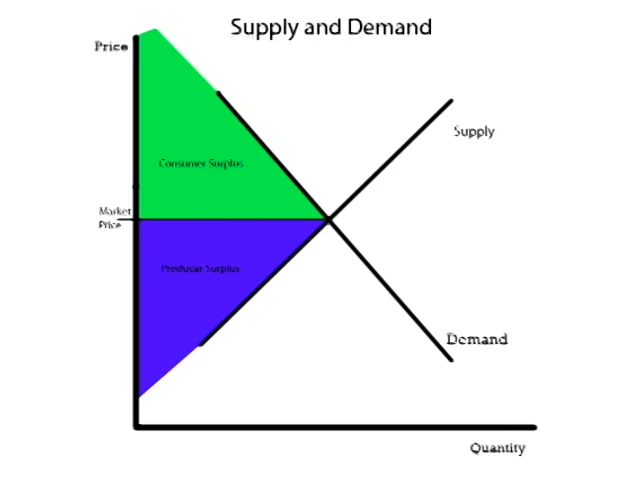 Supply and Demand
Price
Supply
Consumer Surplus
Market
Price
Producer Surplus
Demand
Quantity